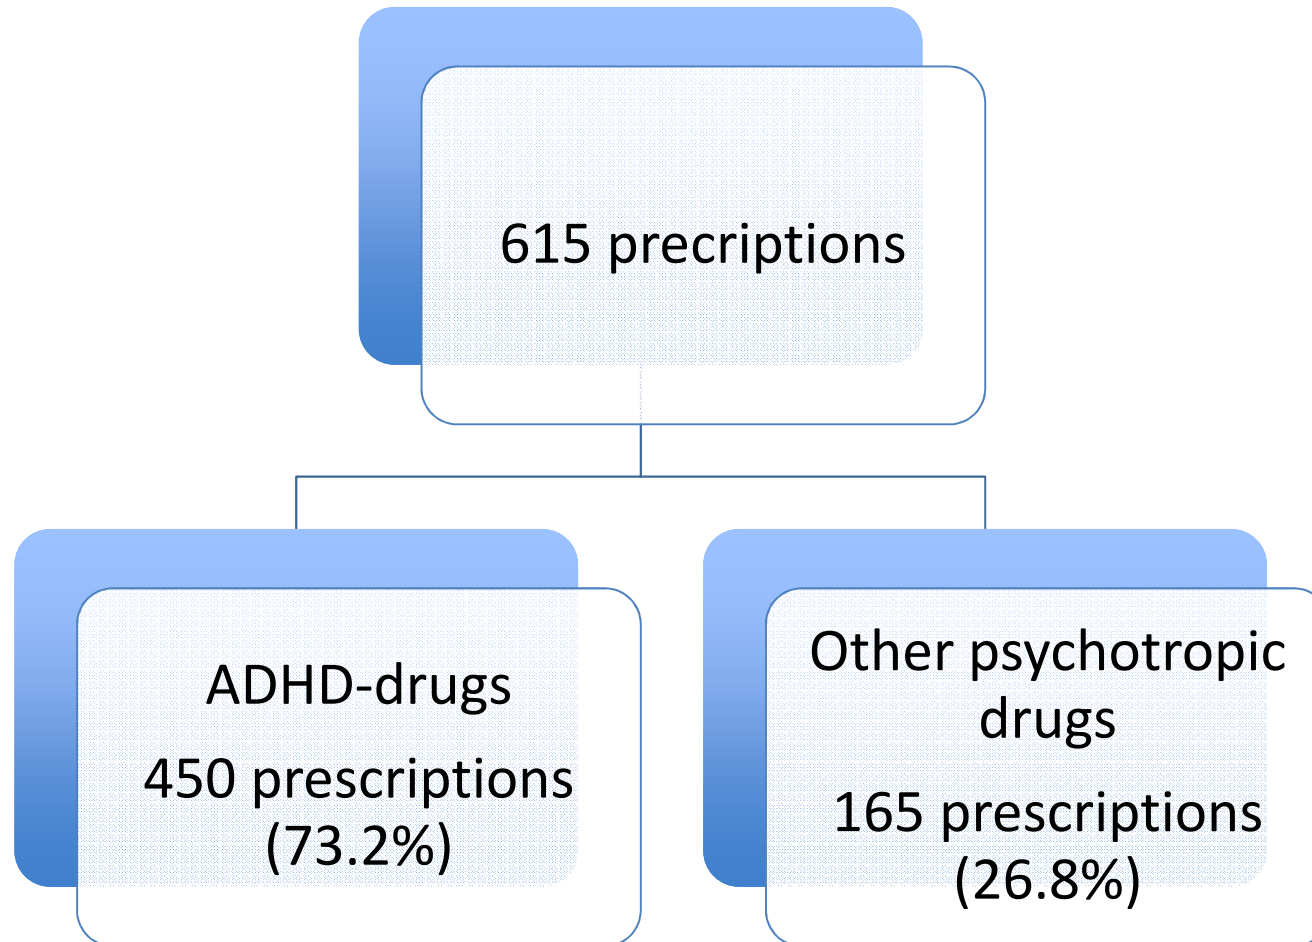 615 precriptions
ADHD-drugs
450 prescriptions
(73.2%)
Other psychotropic
drugs
165 prescriptions
(26.8%)